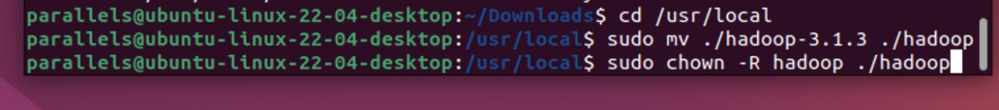 parallels@ubuntu-linux-22-04-desktop:~/Downloads$ cd /usr/local
parallels@ubuntu-linux-22-04-desktop:/usr/local$ sudo mv ./hadoop-3.1.3 ./hadoop
parallels@ubuntu-linux-22-04-desktop:/usr/local$ sudo chown -R hadoop ./hadoop